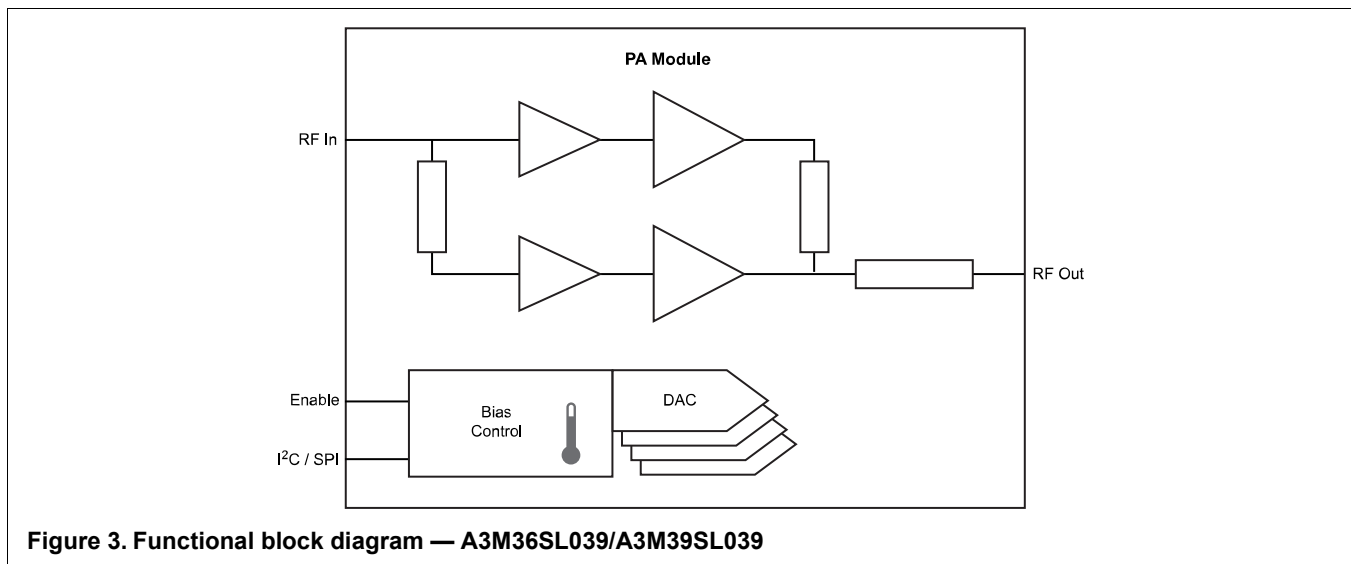 PA Module
RF In
RF Out
Enable
Bias
Control
DAC
I²C / SPI
Figure 3. Functional block diagram — A3M36SL039/A3M39SL039